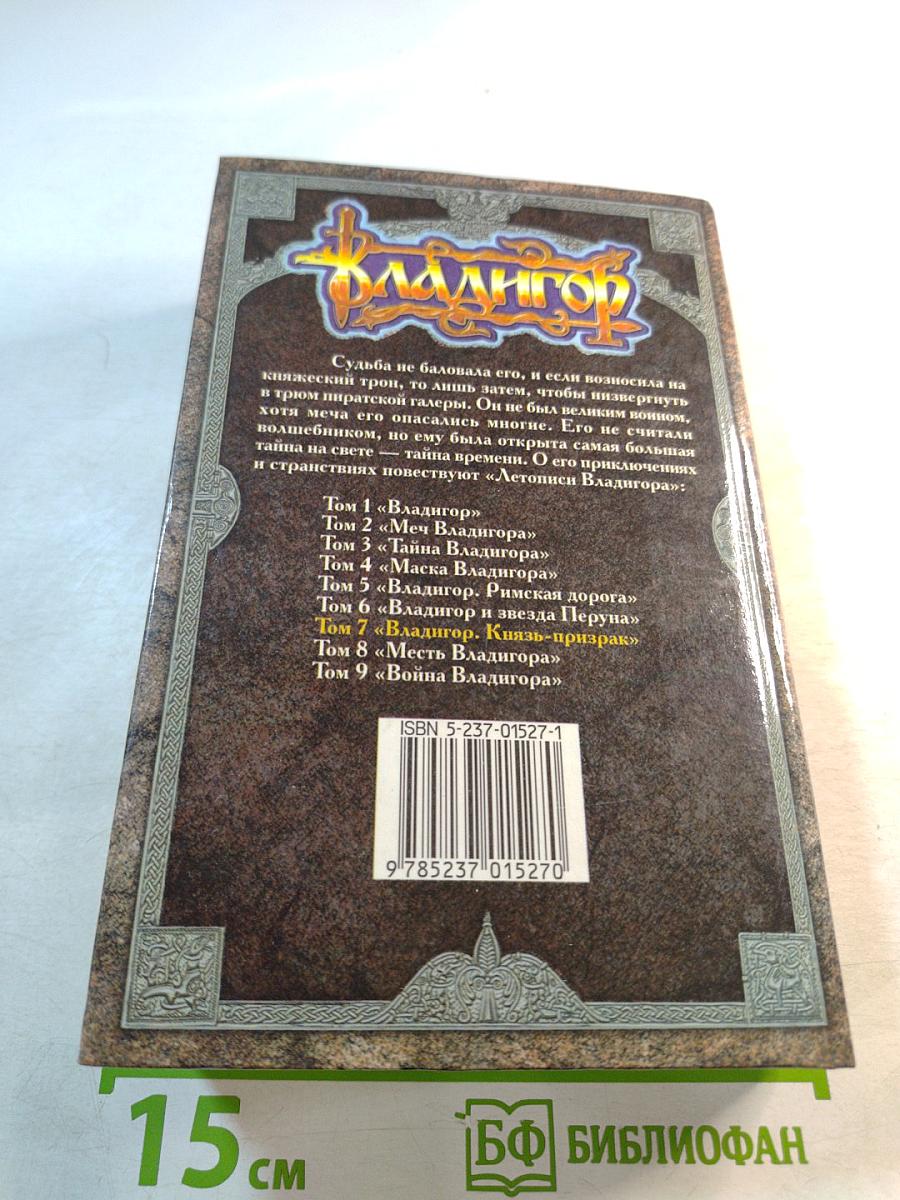 Владигор
Судьба не баловала его, и если возносила на
княжеский трон, то лишь затем, чтобы низвергнуть
в трюм пиратской галеры. Он не был великим воином,
хотя меча его опасались многие. Его не считали
волшебником, но ему была открыта самая большая
тайна на свете — тайна времени. О его приключениях
и странствиях повествуют «Летописи Владигора»:
Том 1 «Владигор»
Том 2 «Меч Владигора»
Том 3 «Тайна Владигора»
Том 4 «Маска Владигора»
Том 5 «Владигор. Римская дорога»
Том 6 «Владигор и звезда Перуна»
Том 7 «Владигор. Князь-призрак»
Том 8 «Месть Владигора»
Том 9 «Война Владигора»
ISBN 5-237-01527-1
9 785237 015270
15 см
БФ БИБЛИОФАН